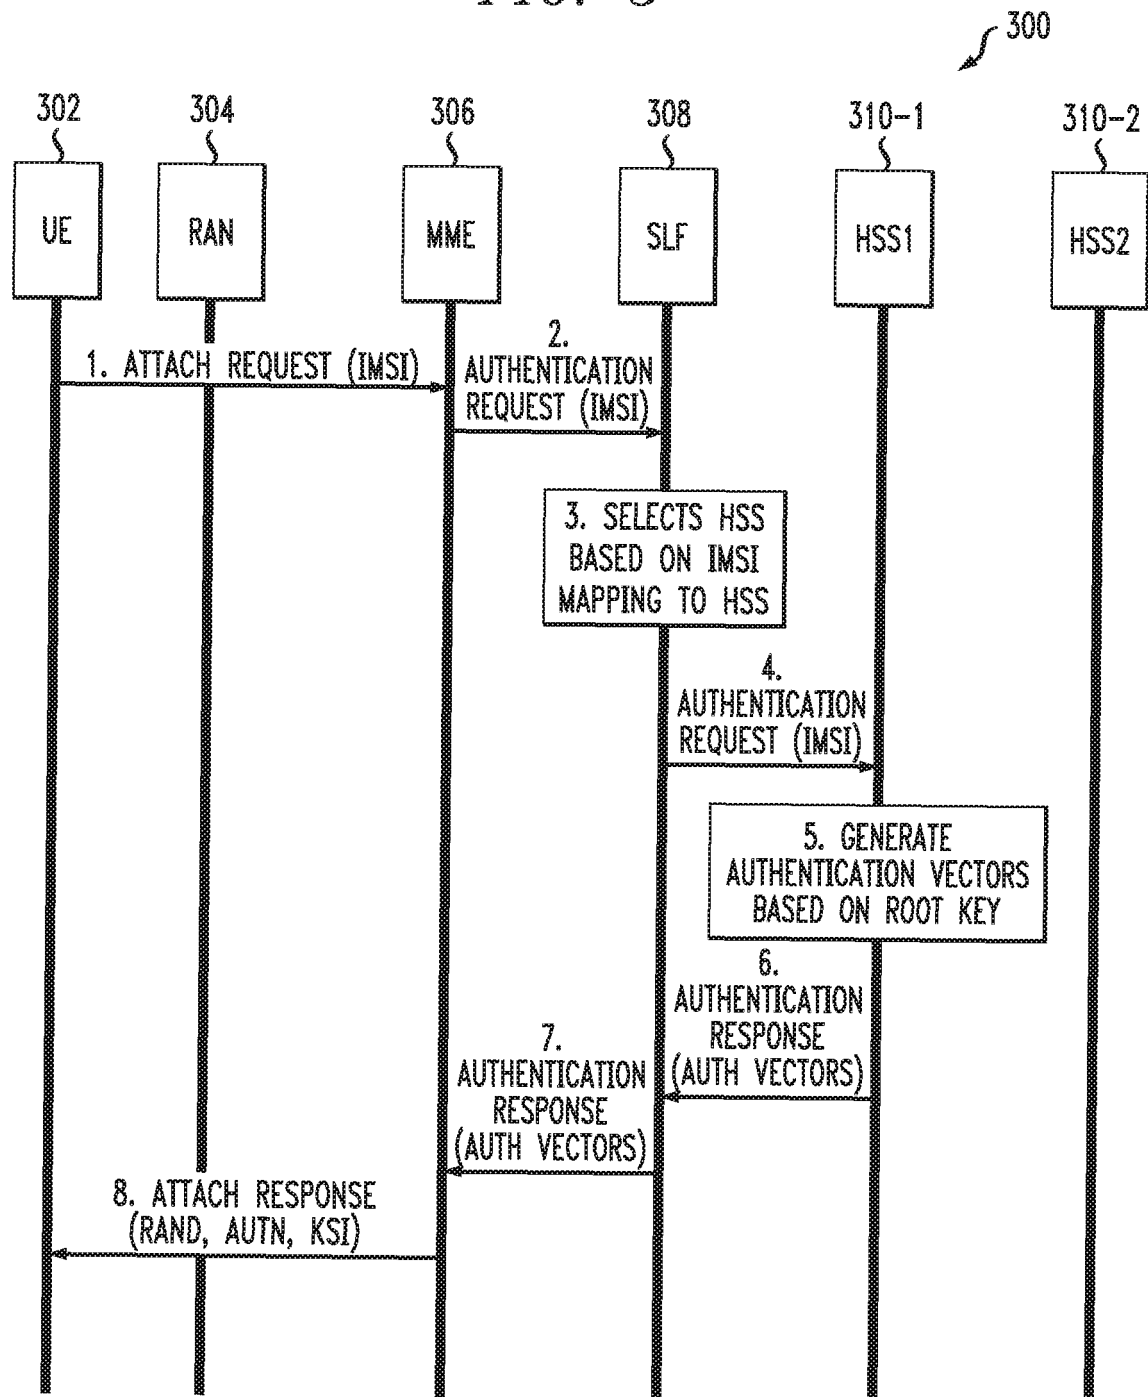 300
302
304
306
308
310-1
310-2
UE
RAN
MME
SLF
HSS1
HSS2
1. ATTACH REQUEST (IMSI)
2.
AUTHENTICATION
REQUEST (IMSI)
3. SELECTS HSS
BASED ON IMSI
MAPPING TO HSS
4.
AUTHENTICATION
REQUEST (IMSI)
5. GENERATE
AUTHENTICATION VECTORS
BASED ON ROOT KEY
6.
AUTHENTICATION
RESPONSE
(AUTH VECTORS)
7.
AUTHENTICATION
RESPONSE
(AUTH VECTORS)
8. ATTACH RESPONSE
(RAND, AUTN, KSI)